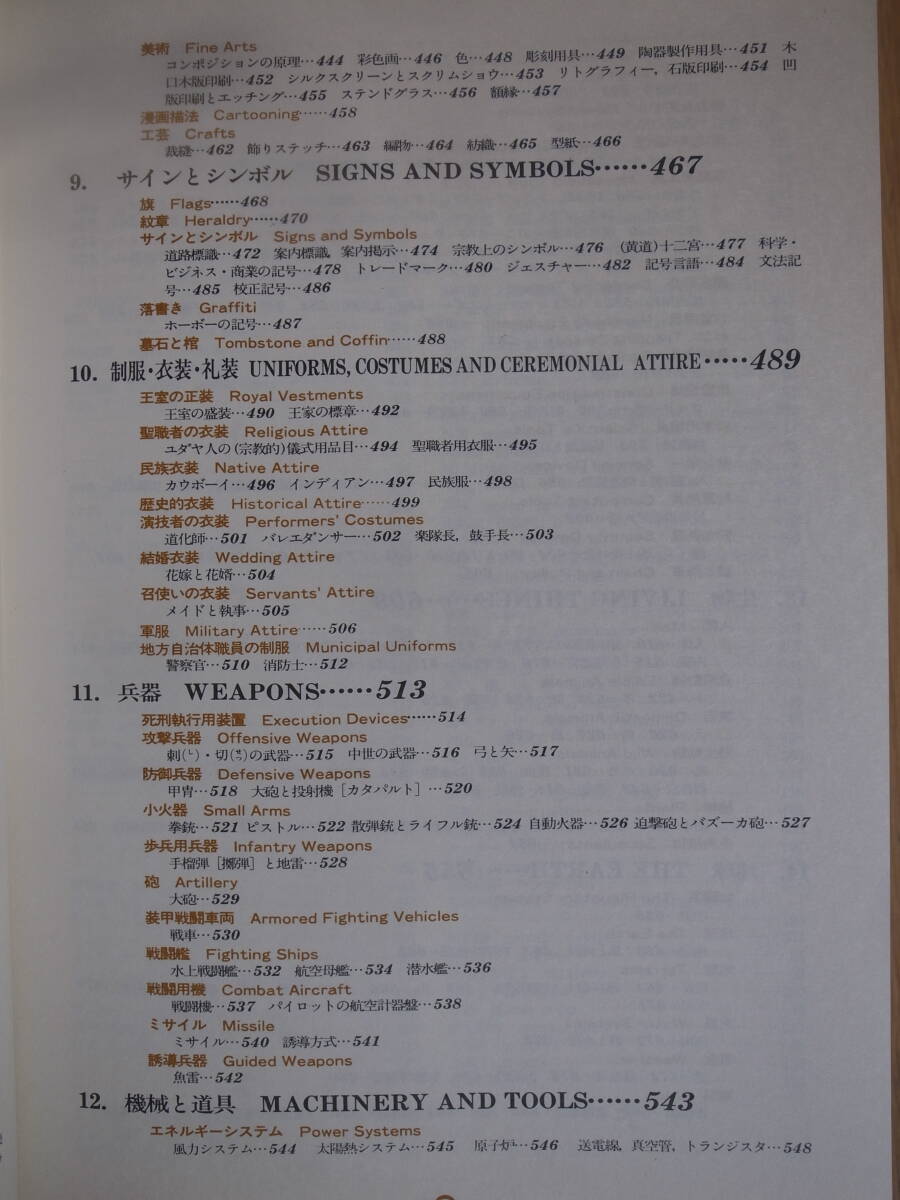 美術 Fine Arts
コンポジションの原理…444 彩色画…446 色…448 彫刻用具…449 陶器製作用具…451 木
口木版印刷…452 シルクスクリーンとスクリムショウ…453 リトグラフィー，石版印刷…454 凹
版印刷とエッチング…455 ステンドグラス…456 額縁…457
漫画描法 Cartooning……458
工芸 Crafts
裁縫…462 飾りステッチ…463 編物…464 紡織…465 型紙…466
9. サインとシンボル SIGNS AND SYMBOLS……467
旗 Flags……468
紋章 Heraldry……470
サインとシンボル Signs and Symbols
道路標識…472 案内標識，案内掲示…474 宗教上のシンボル…476 (黄道)十二宮…477 科学・
ビジネス・商業の記号…478 トレードマーク…480 ジェスチャー…482 記号言語…484 文法記
号…485 校正記号…486
落書き Graffiti
ホーボーの記号…487
墓石と棺 Tombstone and Coffin……488
10. 制服・衣装・礼装 UNIFORMS, COSTUMES AND CEREMONIAL ATTIRE……489
王室の正装 Royal Vestments
王室の盛装…490 王家の標章…492
聖職者の衣装 Religious Attire
ユダヤ人の(宗教的)儀式用品目…494 聖職者用衣服…495
民族衣装 Native Attire
カウボーイ…496 インディアン…497 民族服…498
歴史的衣装 Historical Attire……499
演技者の衣装 Performers' Costumes
道化師…501 バレエダンサー…502 楽隊長，鼓手長…503
結婚衣装 Wedding Attire
花嫁と花婿…504
召使いの衣装 Servants' Attire
メイドと執事…505
軍服 Military Attire……506
地方自治体職員の制服 Municipal Uniforms
警察官…510 消防士…512
11. 兵器 WEAPONS……513
死刑執行用装置 Execution Devices……514
攻撃兵器 Offensive Weapons
刺(し)・切(せつ)の武器…515 中世の武器…516 弓と矢…517
防御兵器 Defensive Weapons
甲冑…518 大砲と投射機［カタパルト］…520
小火器 Small Arms
拳銃…521 ピストル…522 散弾銃とライフル銃…524 自動火器…526 迫撃砲とバズーカ砲…527
歩兵用兵器 Infantry Weapons
手榴弾［擲弾］と地雷…528
砲 Artillery
大砲…529
装甲戦闘車両 Armored Fighting Vehicles
戦車…530
戦闘艦 Fighting Ships
水上戦闘艦…532 航空母艦…534 潜水艦…536
戦闘用機 Combat Aircraft
戦闘機…537 パイロットの航空計器盤…538
ミサイル Missile
ミサイル…540 誘導方式…541
誘導兵器 Guided Weapons
魚雷…542
12. 機械と道具 MACHINERY AND TOOLS……543
エネルギーシステム Power Systems
風力システム…544 太陽熱システム…545 原子炉…546 送電線，真空管，トランジスタ…548